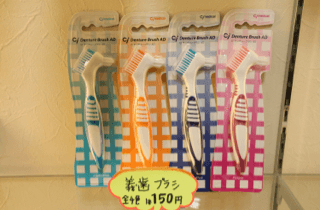 Ci Denture Brush AD
Ci Denture Brush AD
Ci Denture Brush AD
Ci Denture Brush AD
義歯ブラシ
全4色 150円